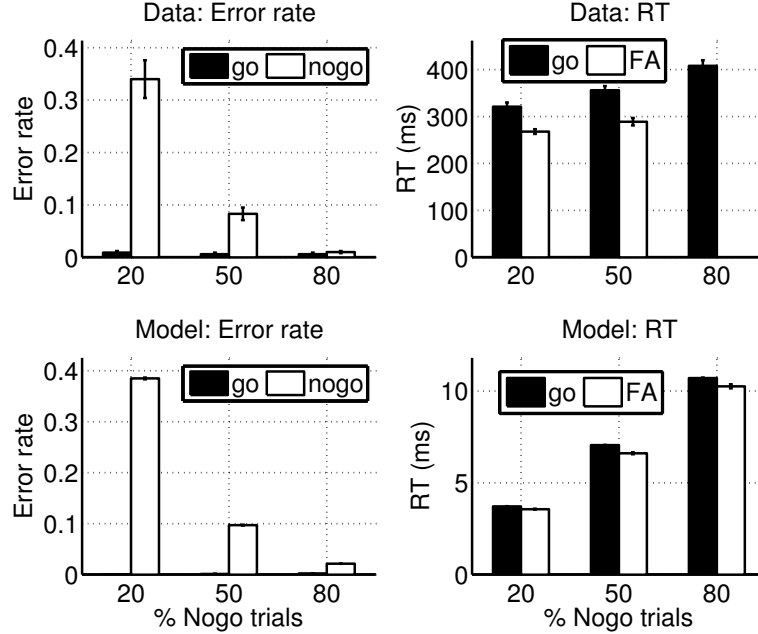 Data: Error rate
Error rate
0.4
0.3
0.2
0.1
0
go nogo
20 50 80
Data: RT
RT (ms)
400
300
200
100
0
go FA
20 50 80
Model: Error rate
Error rate
0.4
0.3
0.2
0.1
0
go nogo
20 50 80
% Nogo trials
Model: RT
RT (ms)
10
5
0
go FA
20 50 80
% Nogo trials